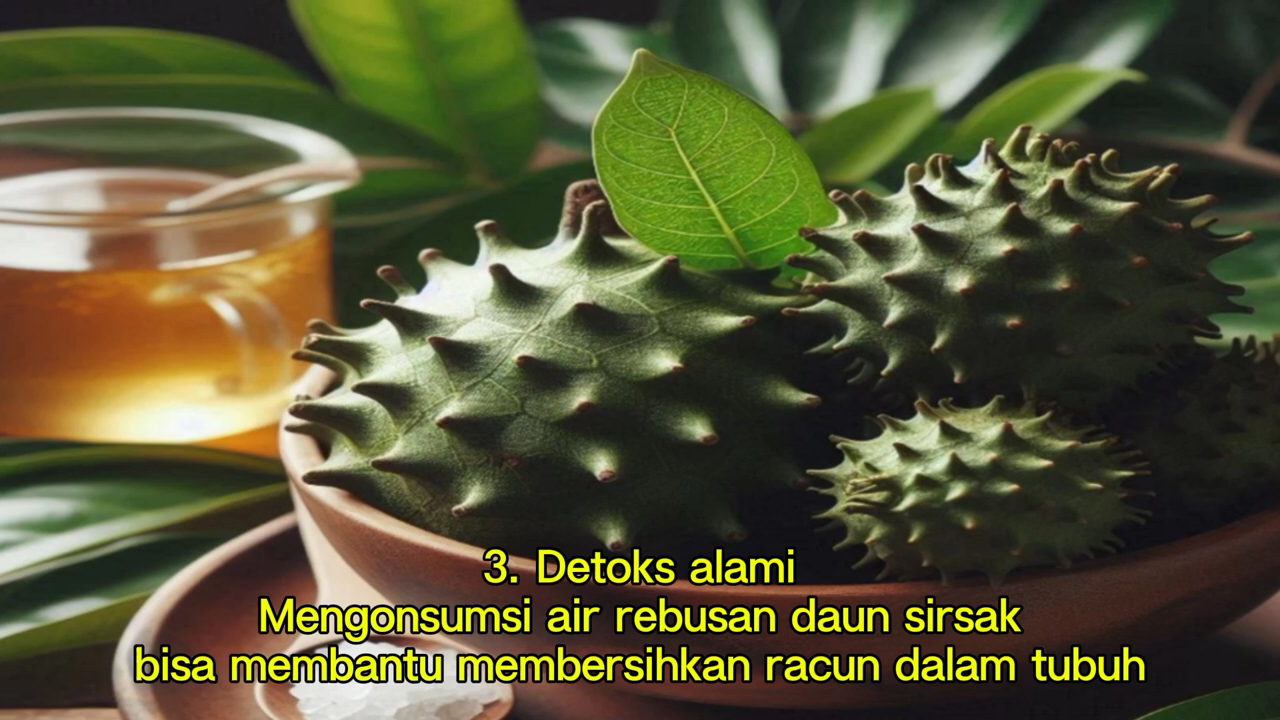 3. Detoks alami
Mengonsumsi air rebusan daun sirsak
bisa membantu membersihkan racun dalam tubuh